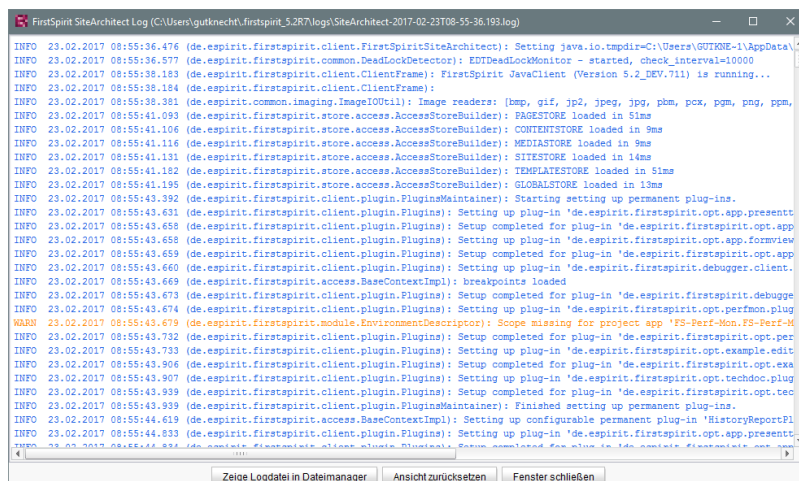 FirstSpirit SiteArchitect Log (C:\Users\gutknecht\.firstspirit_5.2R7\logs\SiteArchitect-2017-02-23T08-55-36.193.log)
INFO 23.02.2017 08:55:36.476 (de.espirit.firstspirit.client.FirstSpiritSiteArchitect): Setting java.io.tmpdir=C:\Users\GUTKNE~1\AppData\
INFO 23.02.2017 08:55:36.577 (de.espirit.firstspirit.common.DeadLockDetector): EDTDeadLockMonitor - started, check_interval=10000
INFO 23.02.2017 08:55:38.183 (de.espirit.firstspirit.client.ClientFrame): FirstSpirit JavaClient (Version 5.2_DEV.711) is running...
INFO 23.02.2017 08:55:38.184 (de.espirit.firstspirit.client.ClientFrame):
INFO 23.02.2017 08:55:38.381 (de.espirit.common.imaging.ImageIOUtil): Image readers: [bmp, gif, jp2, jpeg, jpg, pbm, pcx, pgm, png, ppm,
INFO 23.02.2017 08:55:41.093 (de.espirit.firstspirit.store.access.AccessStoreBuilder): PAGESTORE loaded in 51ms
INFO 23.02.2017 08:55:41.106 (de.espirit.firstspirit.store.access.AccessStoreBuilder): CONTENTSTORE loaded in 9ms
INFO 23.02.2017 08:55:41.116 (de.espirit.firstspirit.store.access.AccessStoreBuilder): MEDIASTORE loaded in 9ms
INFO 23.02.2017 08:55:41.131 (de.espirit.firstspirit.store.access.AccessStoreBuilder): SITESTORE loaded in 14ms
INFO 23.02.2017 08:55:41.182 (de.espirit.firstspirit.store.access.AccessStoreBuilder): TEMPLATESTORE loaded in 51ms
INFO 23.02.2017 08:55:41.195 (de.espirit.firstspirit.store.access.AccessStoreBuilder): GLOBALSTORE loaded in 13ms
INFO 23.02.2017 08:55:43.392 (de.espirit.firstspirit.client.plugin.PluginsMaintainer): Starting setting up permanent plug-ins.
INFO 23.02.2017 08:55:43.631 (de.espirit.firstspirit.client.plugin.Plugins): Setting up plug-in 'de.espirit.firstspirit.opt.app.presentt
INFO 23.02.2017 08:55:43.658 (de.espirit.firstspirit.client.plugin.Plugins): Setup completed for plug-in 'de.espirit.firstspirit.opt.app
INFO 23.02.2017 08:55:43.658 (de.espirit.firstspirit.client.plugin.Plugins): Setting up plug-in 'de.espirit.firstspirit.opt.app.formview
INFO 23.02.2017 08:55:43.659 (de.espirit.firstspirit.client.plugin.Plugins): Setup completed for plug-in 'de.espirit.firstspirit.opt.app
INFO 23.02.2017 08:55:43.660 (de.espirit.firstspirit.client.plugin.Plugins): Setting up plug-in 'de.espirit.firstspirit.debugger.client.
INFO 23.02.2017 08:55:43.669 (de.espirit.firstspirit.access.BaseContextImpl): breakpoints loaded
INFO 23.02.2017 08:55:43.673 (de.espirit.firstspirit.client.plugin.Plugins): Setup completed for plug-in 'de.espirit.firstspirit.debugge
INFO 23.02.2017 08:55:43.674 (de.espirit.firstspirit.client.plugin.Plugins): Setting up plug-in 'de.espirit.firstspirit.opt.perfmon.plug
WARN 23.02.2017 08:55:43.679 (de.espirit.firstspirit.module.EnvironmentDescriptor): Scope missing for project app 'FS-Perf-Mon.FS-Perf-M
INFO 23.02.2017 08:55:43.732 (de.espirit.firstspirit.client.plugin.Plugins): Setup completed for plug-in 'de.espirit.firstspirit.opt.per
INFO 23.02.2017 08:55:43.733 (de.espirit.firstspirit.client.plugin.Plugins): Setting up plug-in 'de.espirit.firstspirit.opt.example.edit
INFO 23.02.2017 08:55:43.906 (de.espirit.firstspirit.client.plugin.Plugins): Setup completed for plug-in 'de.espirit.firstspirit.opt.exa
INFO 23.02.2017 08:55:43.907 (de.espirit.firstspirit.client.plugin.Plugins): Setting up plug-in 'de.espirit.firstspirit.opt.techdoc.plug
INFO 23.02.2017 08:55:43.939 (de.espirit.firstspirit.client.plugin.Plugins): Setup completed for plug-in 'de.espirit.firstspirit.opt.tec
INFO 23.02.2017 08:55:43.939 (de.espirit.firstspirit.client.plugin.PluginsMaintainer): Finished setting up permanent plug-ins.
INFO 23.02.2017 08:55:44.619 (de.espirit.firstspirit.access.BaseContextImpl): Setting up configurable permanent plug-in 'HistoryReportPl
INFO 23.02.2017 08:55:44.833 (de.espirit.firstspirit.client.plugin.Plugins): Setting up plug-in 'de.espirit.firstspirit.opt.app.presentt
INFO 23.02.2017 08:55:44.834 (de.espirit.firstspirit.client.plugin.Plugins): Setup completed for plug-in 'de.espirit.firstspirit.opt.app
Zeige Logdatei in Dateimanager Ansicht zurücksetzen Fenster schließen